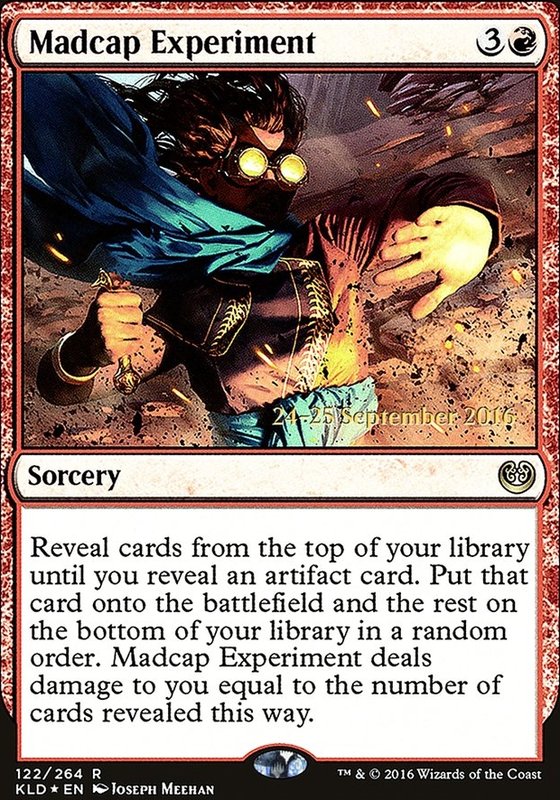 Madcap Experiment 3
24-25 September 2016
Sorcery
Reveal cards from the top of your library
until you reveal an artifact card. Put that
card onto the battlefield and the rest on
the bottom of your library in a random
order. Madcap Experiment deals
damage to you equal to the number of
cards revealed this way.
122/264 R
KLD ★ EN Joseph Meehan
™ & © 2016 Wizards of the Coast